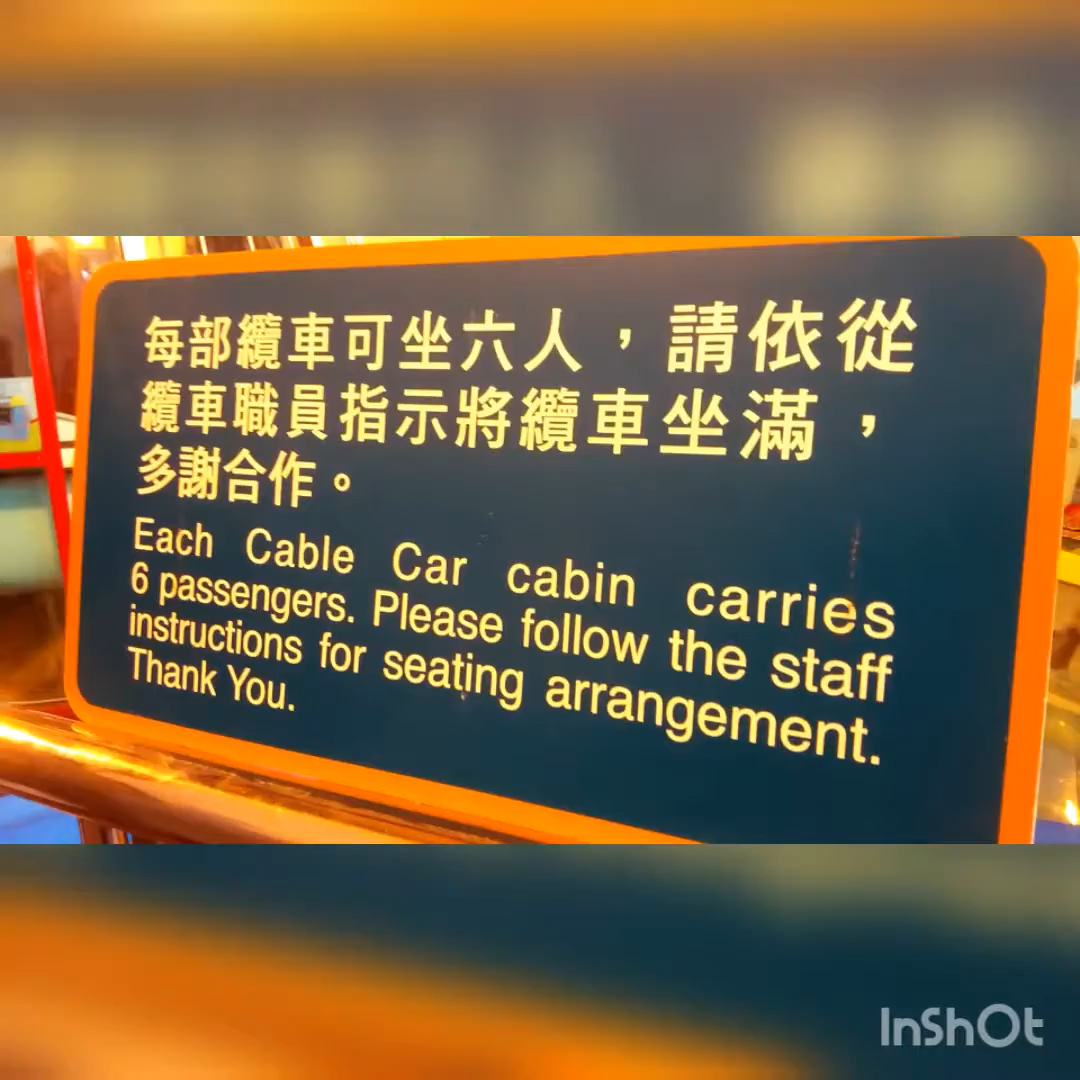 每部纜車可坐六人，請依從
纜車職員指示將纜車坐滿，
多謝合作。
Each Cable Car cabin carries
6 passengers. Please follow the staff
instructions for seating arrangement.
Thank You.
InShOt